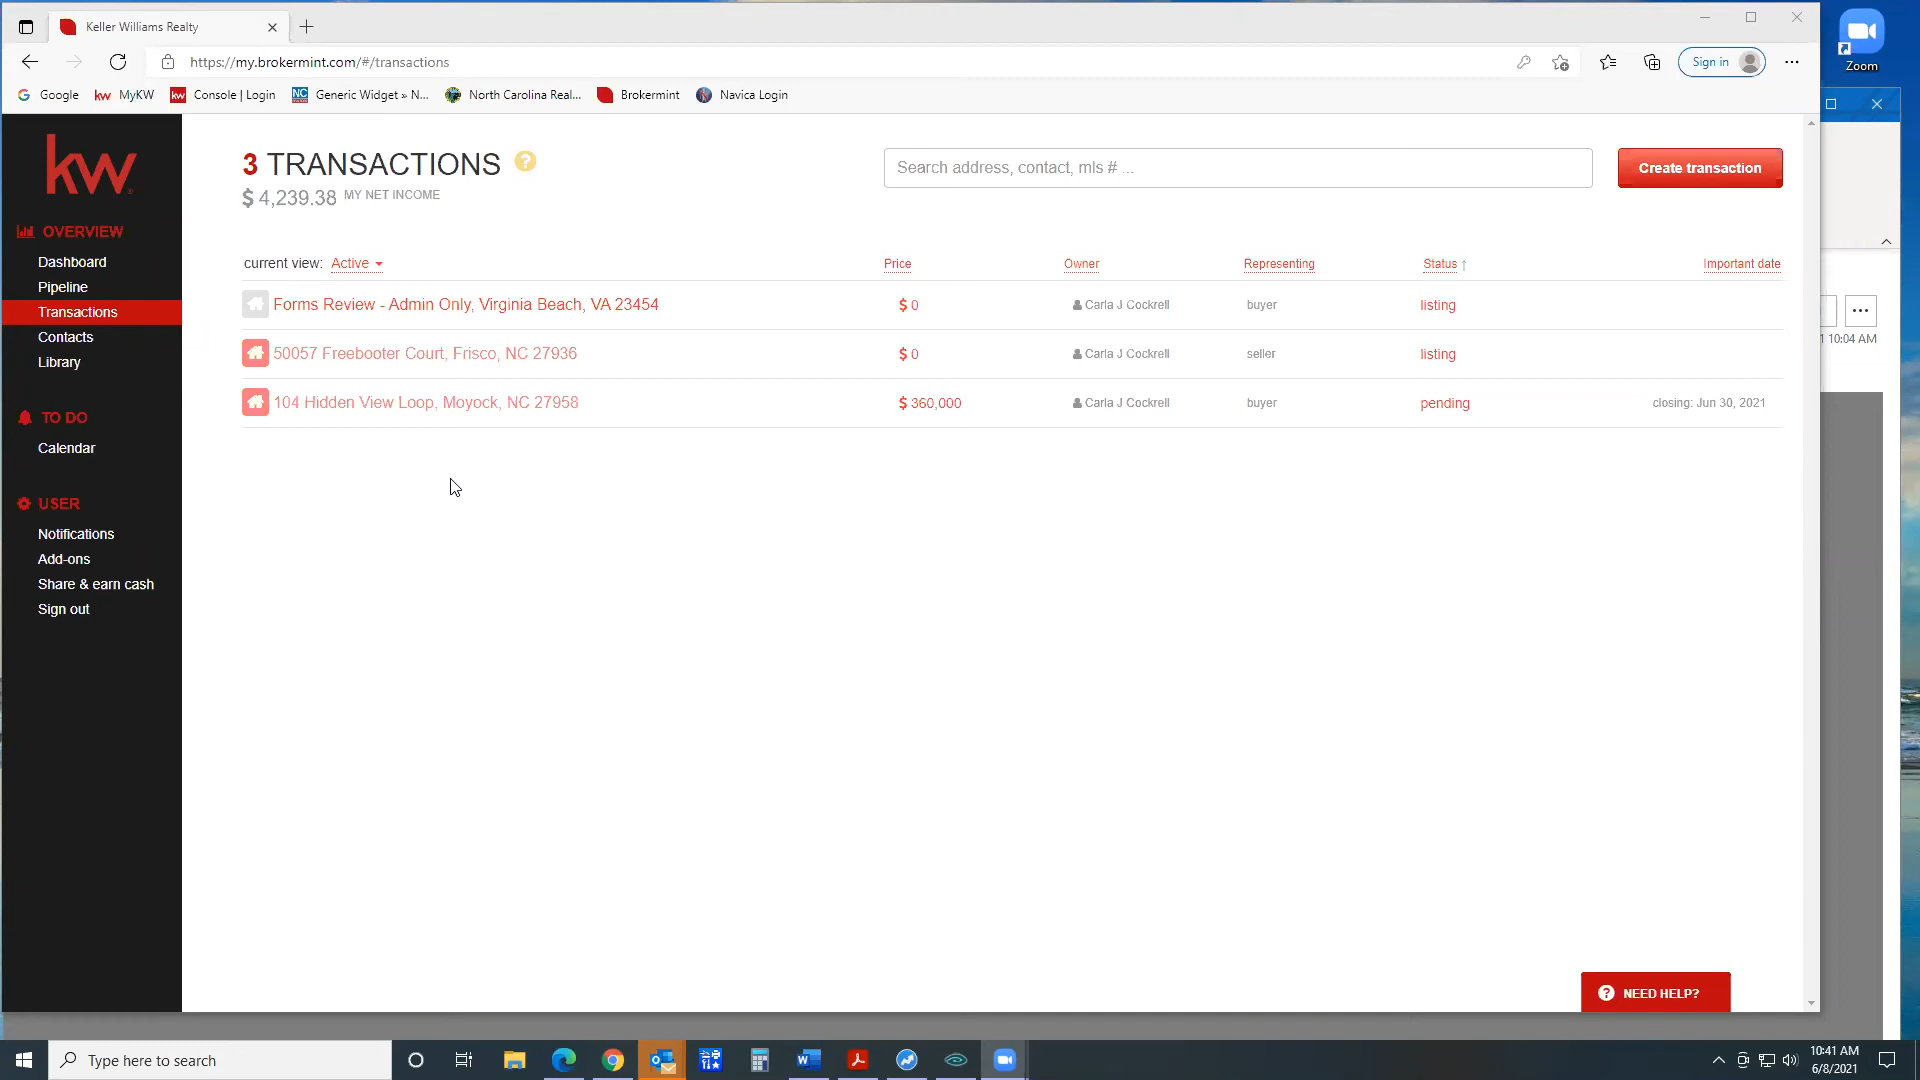 Keller Williams Realty
https://my.brokermint.com/#/transactions
Sign in
Google
MyKW
Console | Login
Generic Widget » N...
North Carolina Real...
Brokermint
Navica Login
Zoom
kw
OVERVIEW
Dashboard
Pipeline
Transactions
Contacts
Library
TO DO
Calendar
USER
Notifications
Add-ons
Share & earn cash
Sign out
3 TRANSACTIONS ?
$ 4,239.38 MY NET INCOME
Search address, contact, mls # ...
Create transaction
current view: Active
Price
Owner
Representing
Status ↑
Important date
Forms Review - Admin Only, Virginia Beach, VA 23454 $ 0 Carla J Cockrell buyer listing
50057 Freebooter Court, Frisco, NC 27936 $ 0 Carla J Cockrell seller listing
104 Hidden View Loop, Moyock, NC 27958 $ 360,000 Carla J Cockrell buyer pending closing: Jun 30, 2021
10:04 AM
? NEED HELP?
Type here to search
10:41 AM
6/8/2021